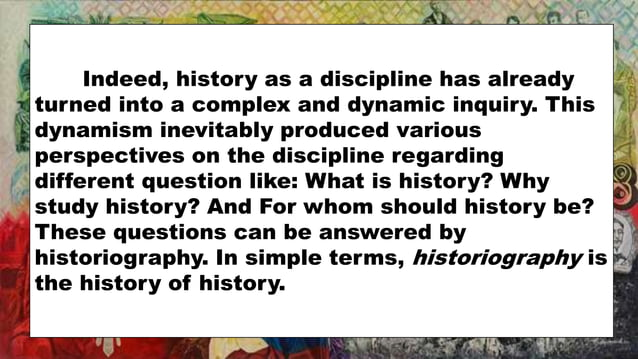 Indeed, history as a discipline has already
turned into a complex and dynamic inquiry. This
dynamism inevitably produced various
perspectives on the discipline regarding
different question like: What is history? Why
study history? And For whom should history be?
These questions can be answered by
historiography. In simple terms, historiography is
the history of history.